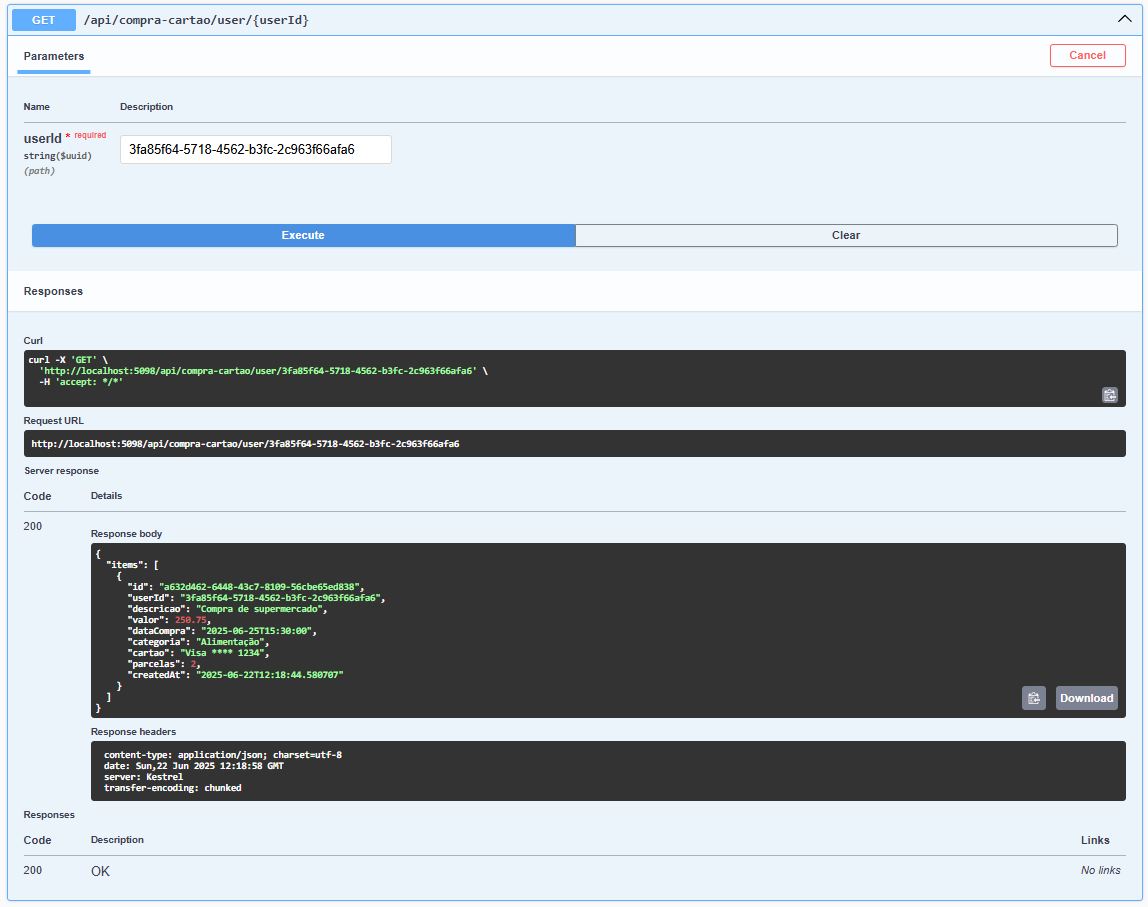 GET /api/compra-cartao/user/{userId}
Parameters
Cancel
Name Description
userId * required
string($uuid)
(path)
3fa85f64-5718-4562-b3fc-2c963f66afa6
Execute Clear
Responses
Curl
curl -X 'GET' \
'http://localhost:5098/api/compra-cartao/user/3fa85f64-5718-4562-b3fc-2c963f66afa6' \
-H 'accept: */*'
Request URL
http://localhost:5098/api/compra-cartao/user/3fa85f64-5718-4562-b3fc-2c963f66afa6
Server response
Code Details
200
Response body
{
"items": [
{
"id": "a632d462-6448-43c7-8109-56cbe65ed838",
"userId": "3fa85f64-5718-4562-b3fc-2c963f66afa6",
"descricao": "Compra de supermercado",
"valor": 250.75,
"dataCompra": "2025-06-25T15:30:00",
"categoria": "Alimentação",
"cartao": "Visa **** 1234",
"parcelas": 2,
"createdAt": "2025-06-22T12:18:44.580707"
}
]
}
Download
Response headers
content-type: application/json; charset=utf-8
date: Sun,22 Jun 2025 12:18:58 GMT
server: Kestrel
transfer-encoding: chunked
Responses
Code Description Links
200 OK No links